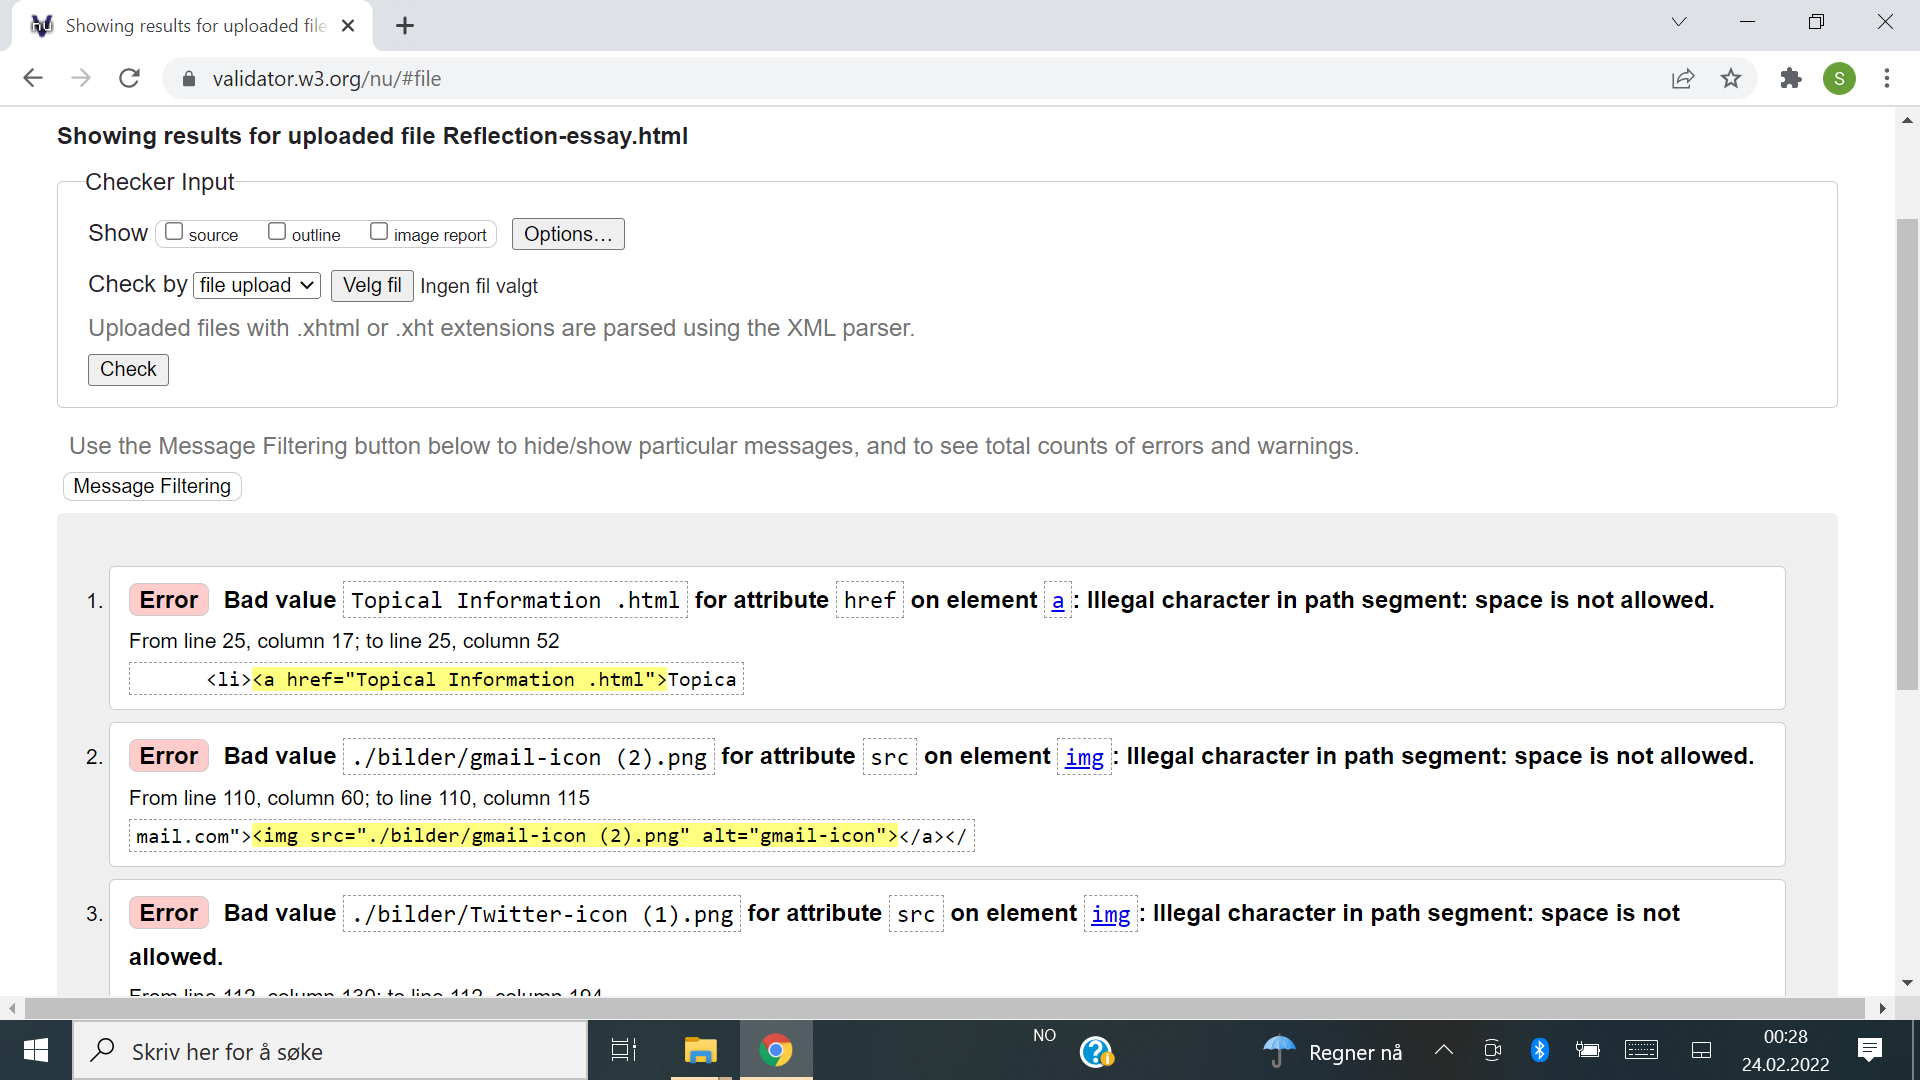 Showing results for uploaded file
validator.w3.org/nu/#file
S
Showing results for uploaded file Reflection-essay.html
Checker Input
Show source outline image report Options...
Check by file upload Velg fil Ingen fil valgt
Uploaded files with .xhtml or .xht extensions are parsed using the XML parser.
Check
Use the Message Filtering button below to hide/show particular messages, and to see total counts of errors and warnings.
Message Filtering
1. Error Bad value Topical Information .html for attribute href on element a: Illegal character in path segment: space is not allowed.
From line 25, column 17; to line 25, column 52
<li><a href="Topical Information .html">Topica
2. Error Bad value ./bilder/gmail-icon (2).png for attribute src on element img: Illegal character in path segment: space is not allowed.
From line 110, column 60; to line 110, column 115
mail.com"><img src="./bilder/gmail-icon (2).png" alt="gmail-icon"></a></
3. Error Bad value ./bilder/Twitter-icon (1).png for attribute src on element img: Illegal character in path segment: space is not
allowed.
From line 112, column 130; to line 112, column 194
Skriv her for å søke
NO
Regner nå
00:28
24.02.2022